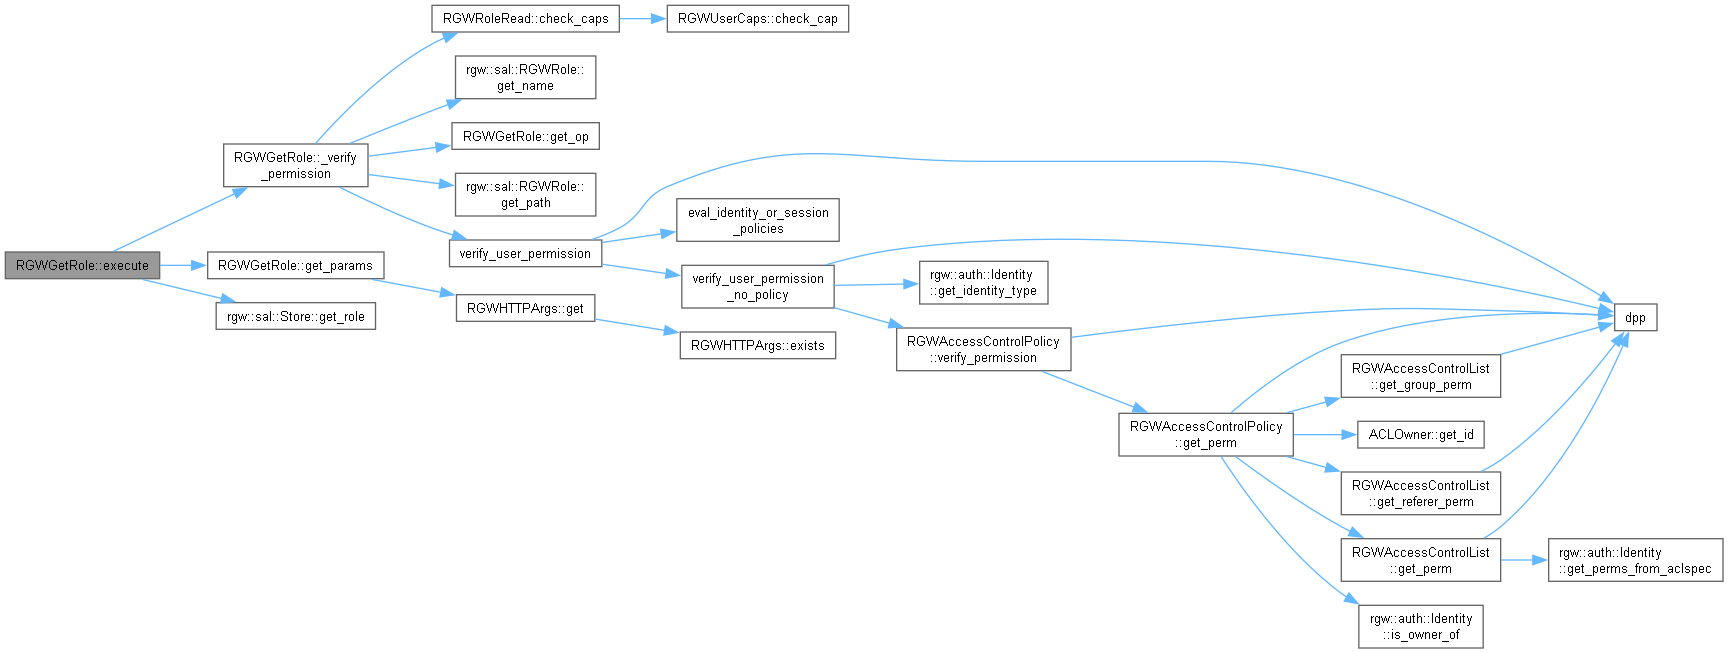 RGWRoleRead::check_caps
RGWUserCaps::check_cap
rgw::sal::RGWRole::
get_name
RGWGetRole::get_op
RGWGetRole::_verify
_permission
rgw::sal::RGWRole::
get_path
eval_identity_or_session
_policies
verify_user_permission
RGWGetRole::execute
RGWGetRole::get_params
verify_user_permission
_no_policy
rgw::auth::Identity
::get_identity_type
RGWHTTPArgs::get
rgw::sal::Store::get_role
dpp
RGWHTTPArgs::exists
RGWAccessControlPolicy
::verify_permission
RGWAccessControlList
::get_group_perm
RGWAccessControlPolicy
::get_perm
ACLOwner::get_id
RGWAccessControlList
::get_referer_perm
RGWAccessControlList
::get_perm
rgw::auth::Identity
::get_perms_from_aclspec
rgw::auth::Identity
::is_owner_of